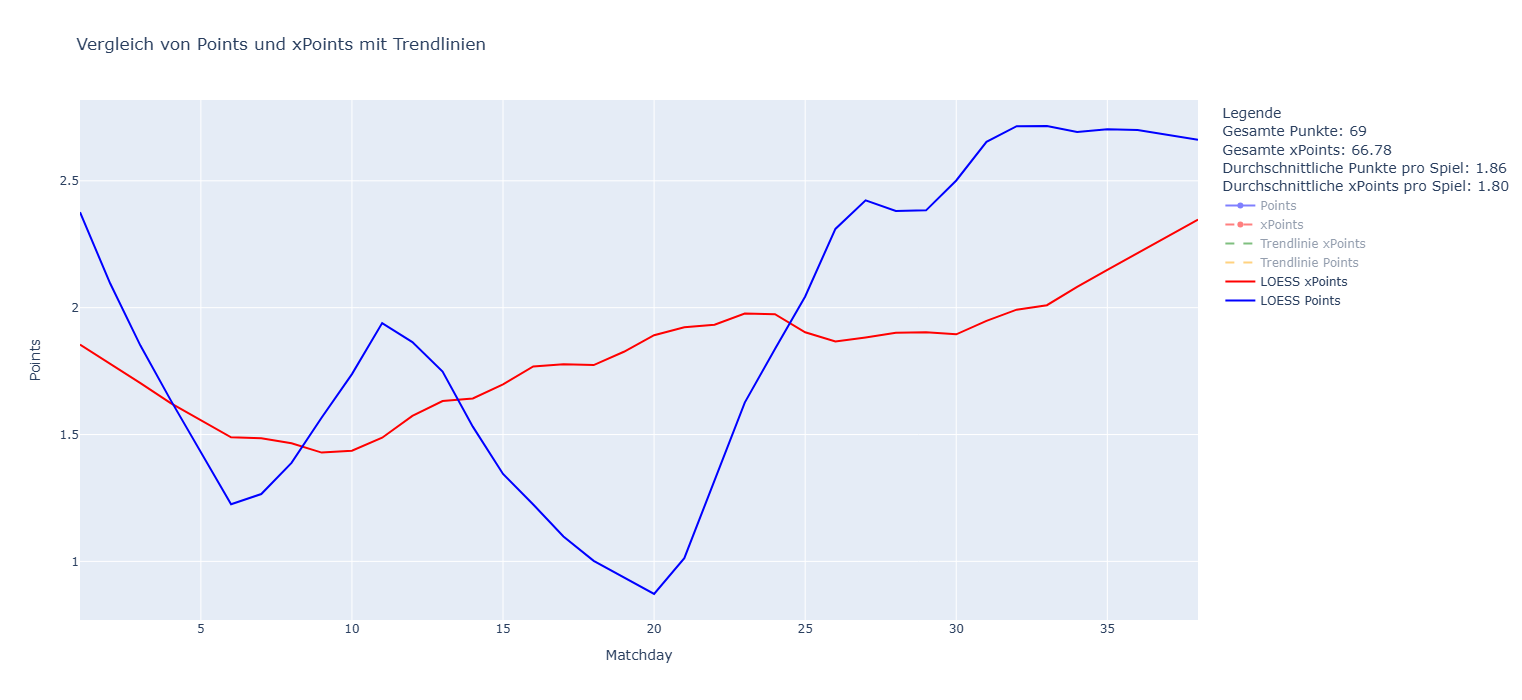 Vergleich von Points und xPoints mit Trendlinien
Legende
Gesamte Punkte: 69
Gesamte xPoints: 66.78
Durchschnittliche Punkte pro Spiel: 1.86
Durchschnittliche xPoints pro Spiel: 1.80
Points
xPoints
Trendlinie xPoints
Trendlinie Points
LOESS xPoints
LOESS Points
Points
2.5
2
1.5
1
5 10 15 20 25 30 35
Matchday